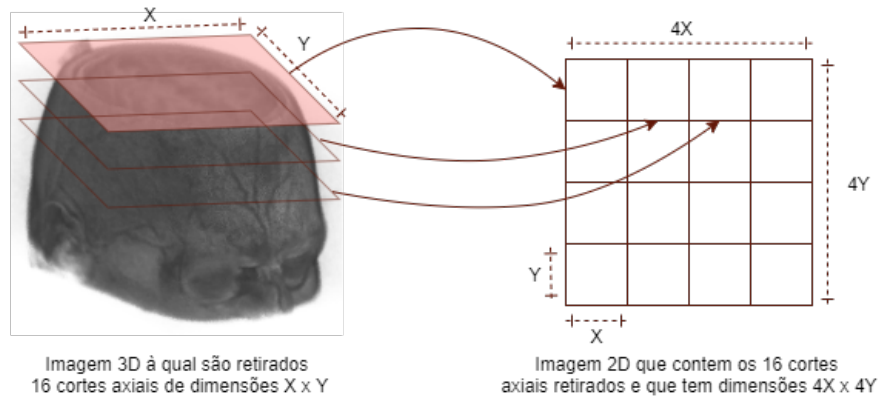 X
Y
4X
4Y
Y
X
Imagem 3D à qual são retirados
16 cortes axiais de dimensões X x Y
Imagem 2D que contem os 16 cortes
axiais retirados e que tem dimensões 4X x 4Y